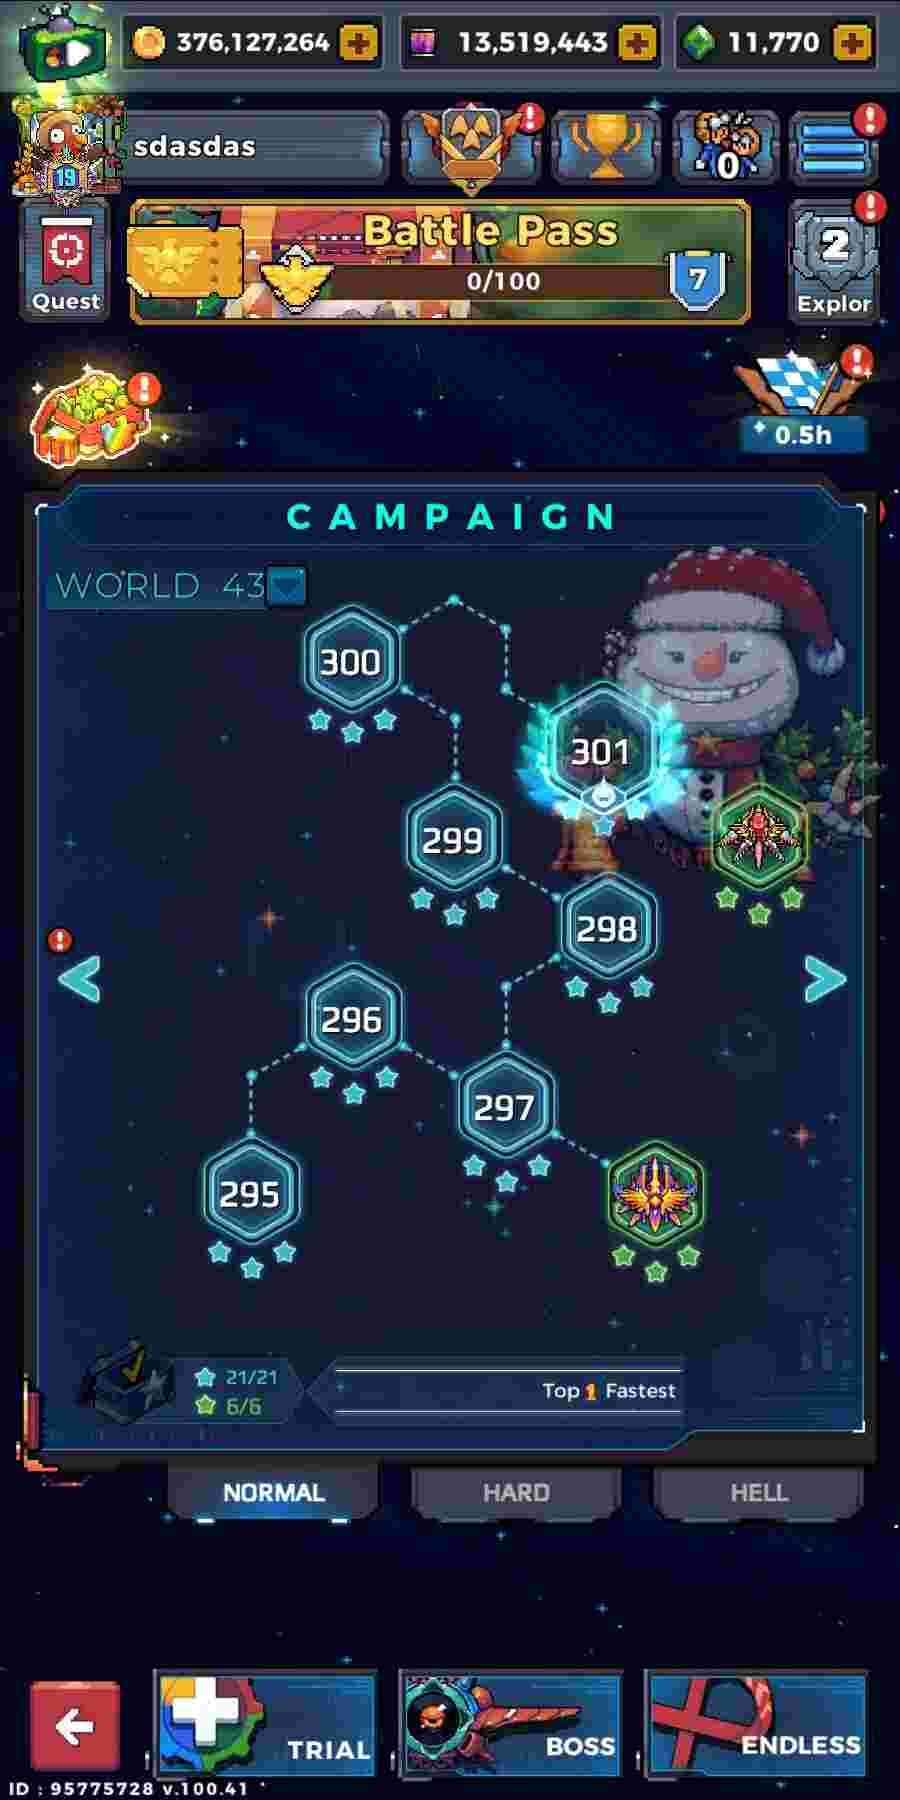 376,127,264
13,519,443
11,770
sdasdas
19
0
Battle Pass
Quest
0/100
7
2
Explor
0.5h
CAMPAIGN
WORLD 43
300
301
299
298
296
297
295
21/21
6/6
Top 1 Fastest
NORMAL
HARD
HELL
TRIAL
BOSS
ENDLESS
ID : 95775728 v.100.41